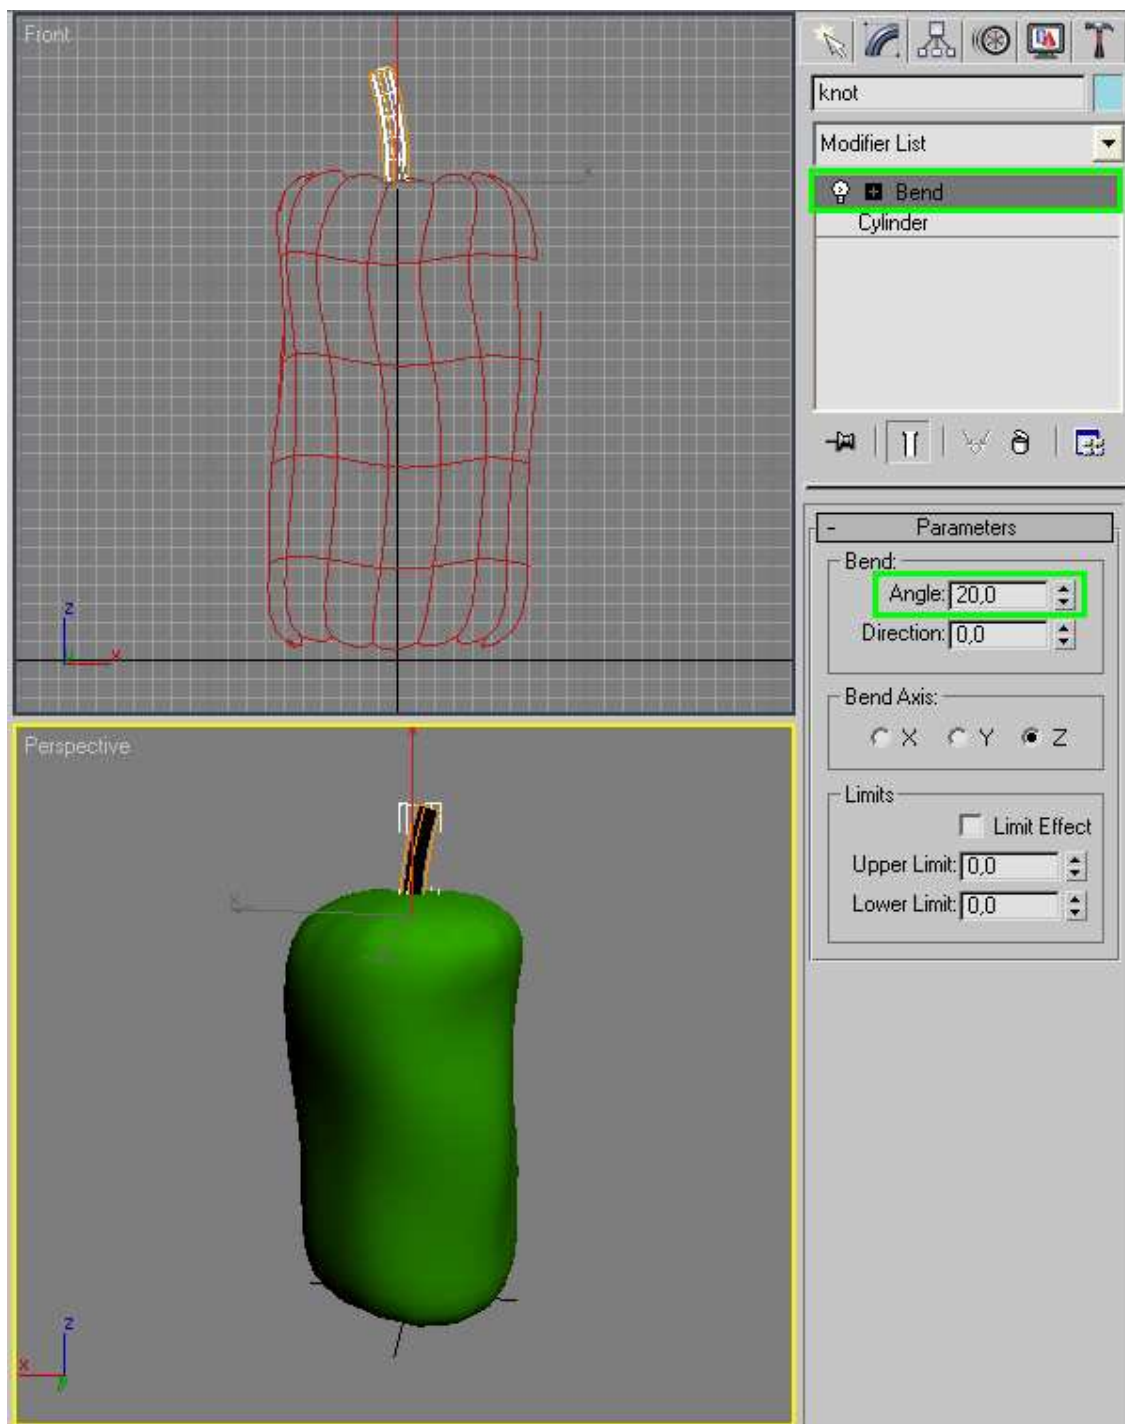 Front
knot
Modifier List
Bend
Cylinder
- Parameters
Bend:
Angle: 20,0
Direction: 0,0
Bend Axis:
X Y Z
Limits
Limit Effect
Upper Limit: 0,0
Lower Limit: 0,0
z
x
Perspective
z
x
y